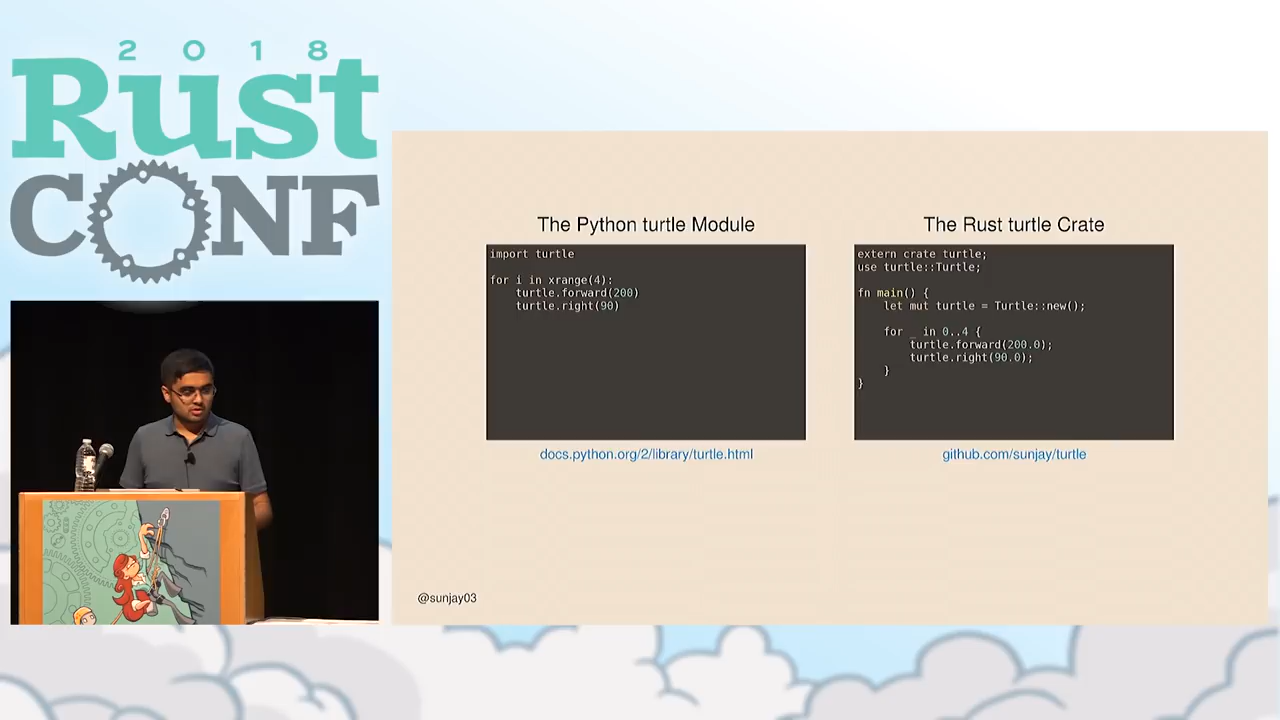 2018
Rust
CONF
The Python turtle Module
import turtle
for i in xrange(4):
    turtle.forward(200)
    turtle.right(90)
docs.python.org/2/library/turtle.html
The Rust turtle Crate
extern crate turtle;
use turtle::Turtle;
fn main() {
    let mut turtle = Turtle::new();
    for _ in 0..4 {
        turtle.forward(200.0);
        turtle.right(90.0);
    }
}
github.com/sunjay/turtle
@sunjay03